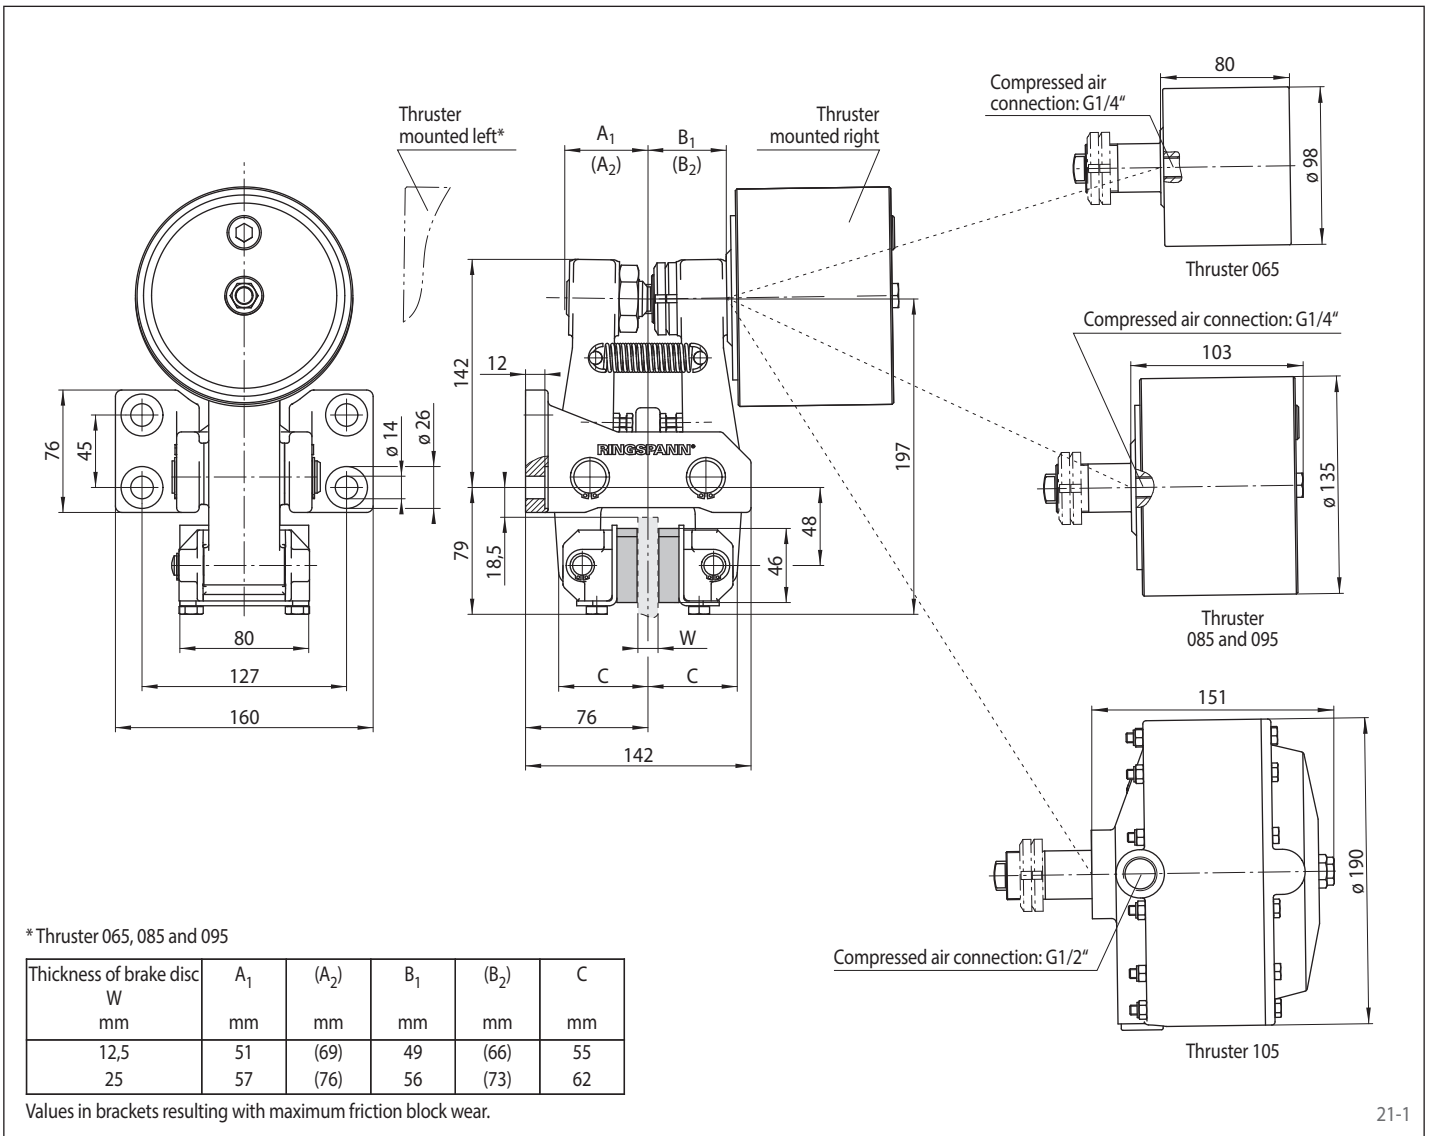 Thruster
mounted left*
A1
(A2)
B1
(B2)
Thruster
mounted right
Compressed air
connection: G1/4“
80
ø 98
Thruster 065
Compressed air connection: G1/4“
103
ø 135
Thruster
085 and 095
151
ø 190
Compressed air connection: G1/2“
Thruster 105
76
45
ø 14
ø 26
80
127
160
142
12
79
18,5
RINGSPANN®
197
48
46
W
C
C
76
142
* Thruster 065, 085 and 095
Thickness of brake disc
W
mm
A1
mm
(A2)
mm
B1
mm
(B2)
mm
C
mm
12,5 51 (69) 49 (66) 55
25 57 (76) 56 (73) 62
Values in brackets resulting with maximum friction block wear.
21-1